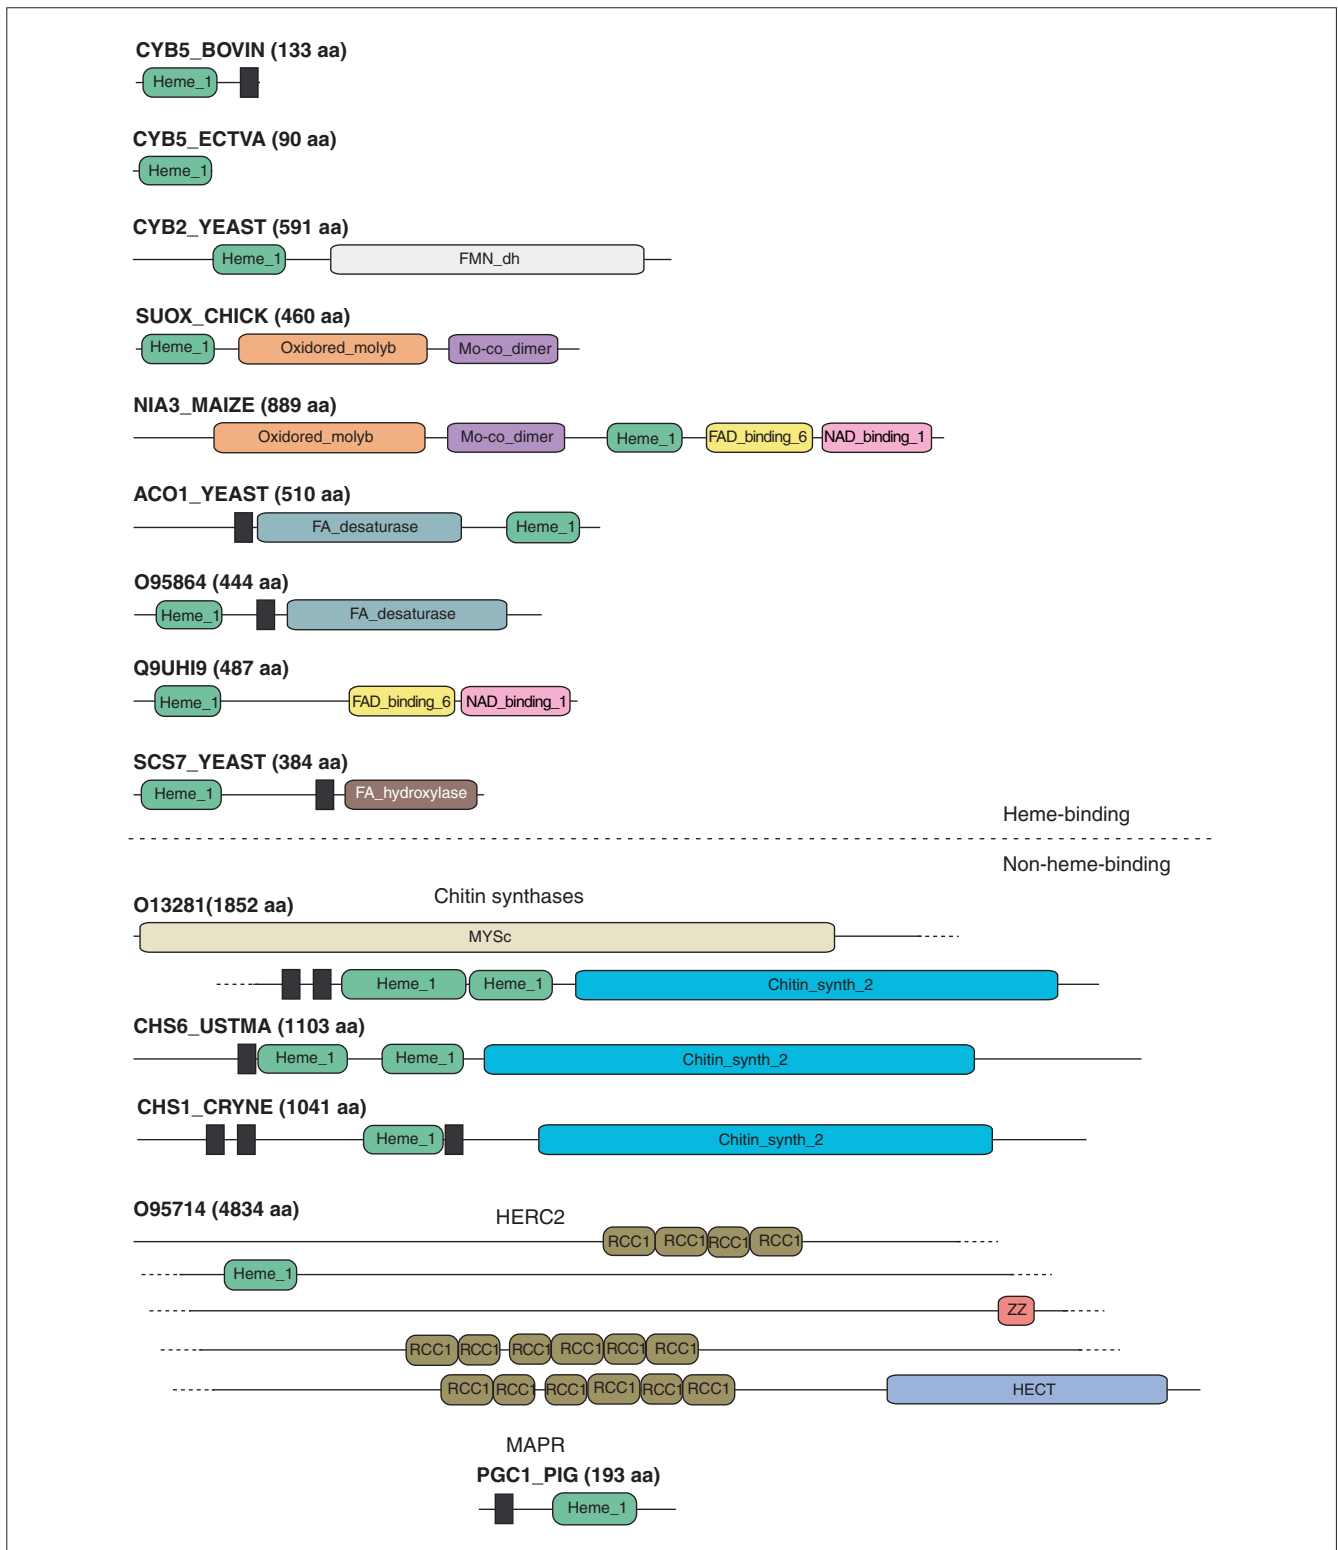 CYB5_BOVIN (133 aa)
Heme_1
CYB5_ECTVA (90 aa)
Heme_1
CYB2_YEAST (591 aa)
Heme_1 FMN_dh
SUOX_CHICK (460 aa)
Heme_1 Oxidored_molyb Mo-co_dimer
NIA3_MAIZE (889 aa)
Oxidored_molyb Mo-co_dimer Heme_1 FAD_binding_6 NAD_binding_1
ACO1_YEAST (510 aa)
FA_desaturase Heme_1
O95864 (444 aa)
Heme_1 FA_desaturase
Q9UHI9 (487 aa)
Heme_1 FAD_binding_6 NAD_binding_1
SCS7_YEAST (384 aa)
Heme_1 FA_hydroxylase
Heme-binding
Non-heme-binding
Chitin synthases
O13281(1852 aa)
MYSc
Heme_1 Heme_1 Chitin_synth_2
CHS6_USTMA (1103 aa)
Heme_1 Heme_1 Chitin_synth_2
CHS1_CRYNE (1041 aa)
Heme_1 Chitin_synth_2
O95714 (4834 aa)
HERC2
RCC1 RCC1 RCC1 RCC1
Heme_1
ZZ
RCC1 RCC1 RCC1 RCC1 RCC1 RCC1
RCC1 RCC1 RCC1 RCC1 RCC1 RCC1 HECT
MAPR
PGC1_PIG (193 aa)
Heme_1